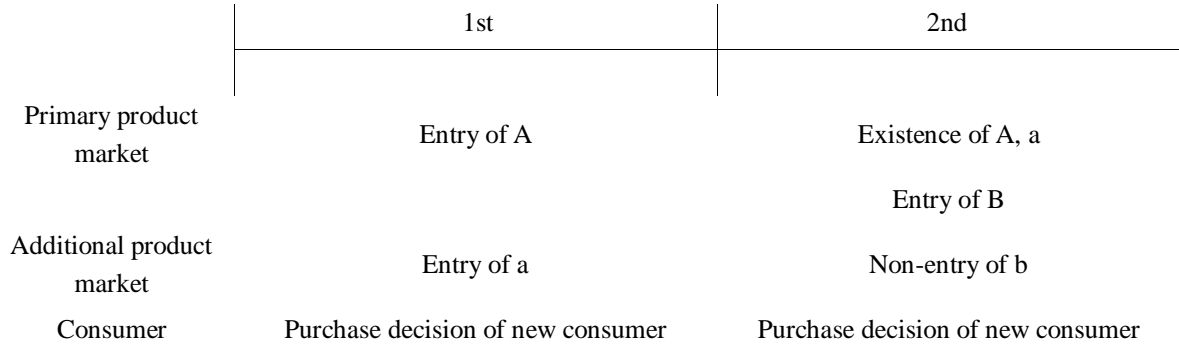 1st 2nd
Primary product
market
Entry of A Existence of A, a
Entry of B
Additional product
market
Entry of a Non-entry of b
Consumer Purchase decision of new consumer Purchase decision of new consumer